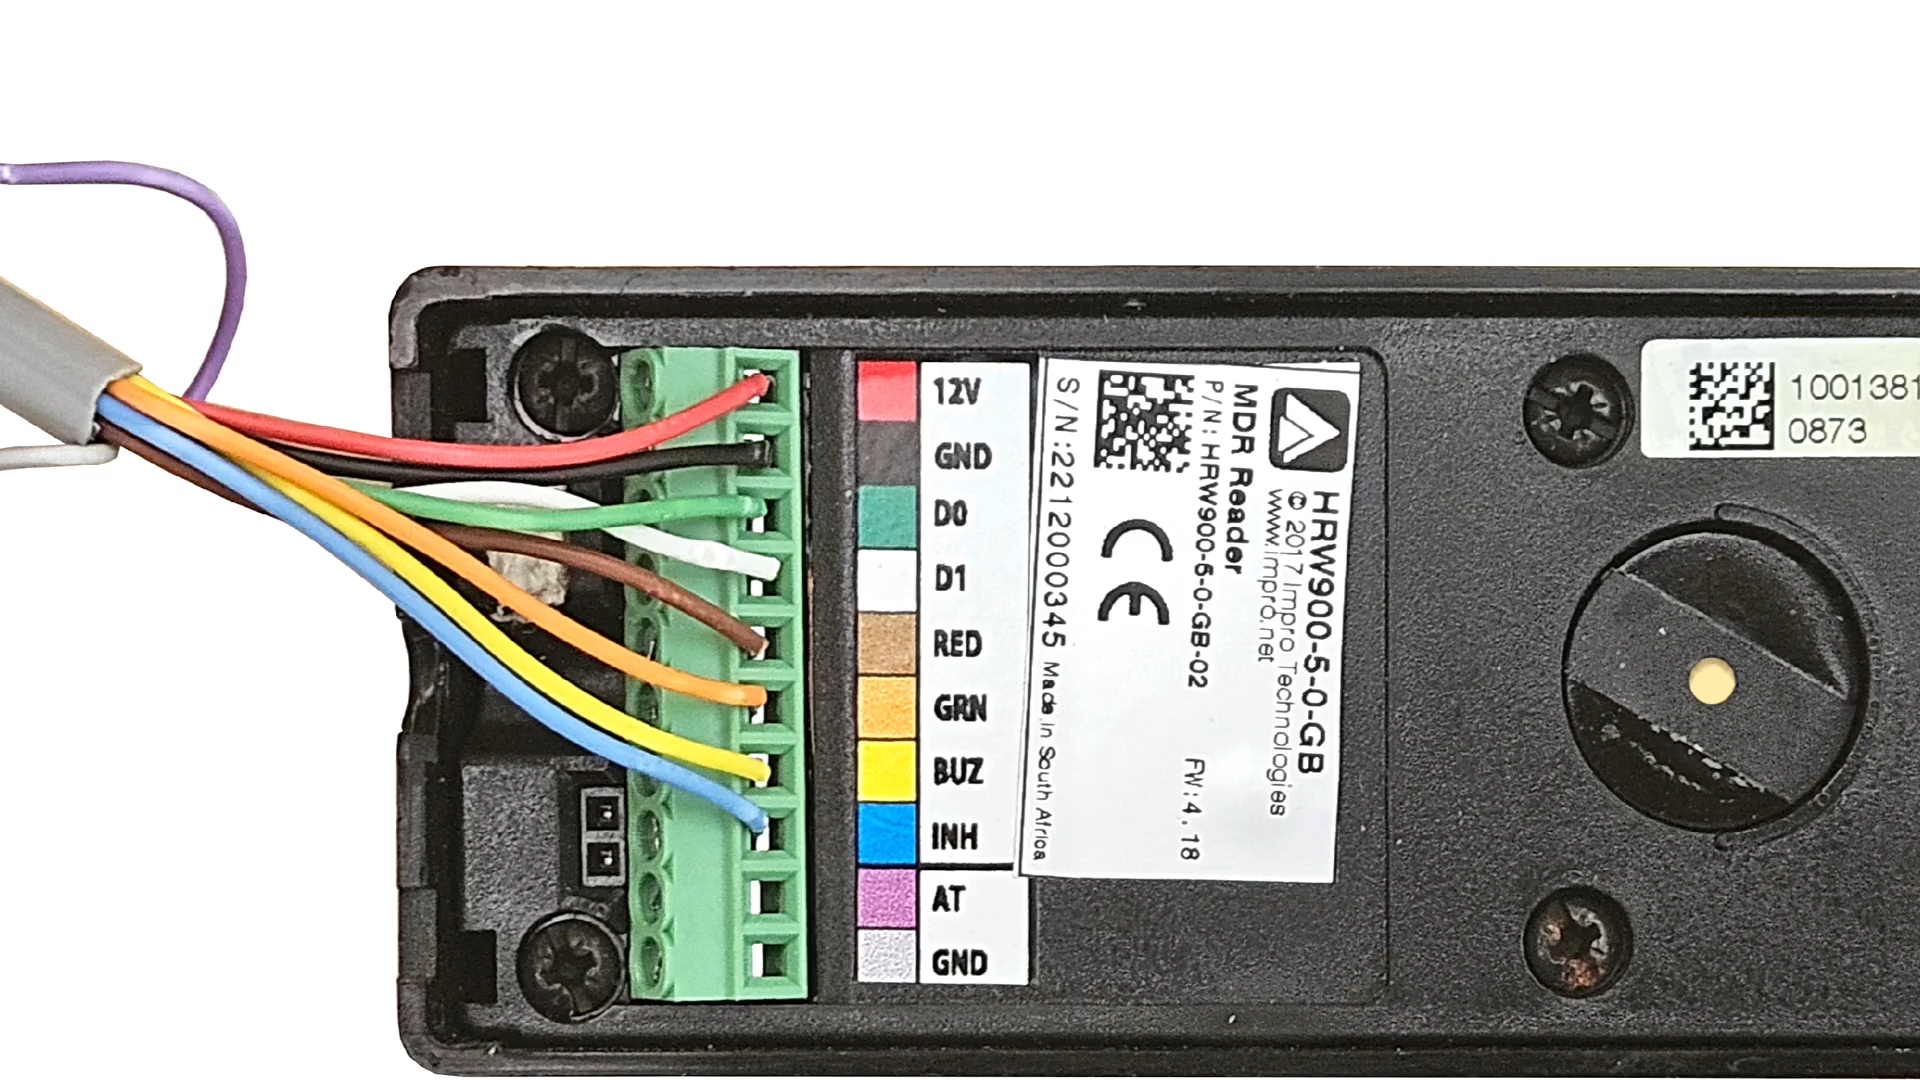 12V
GND
D0
D1
RED
GRN
BUZ
INH
AT
GND
HRW900-5-0-GB
© 2017 Impro Technologies
www.impro.net
MDR Reader
P/N:HRW900-5-0-GB-02 FW:4.18
S/N:2212000345 Made in South Africa
CE
1001381
0873